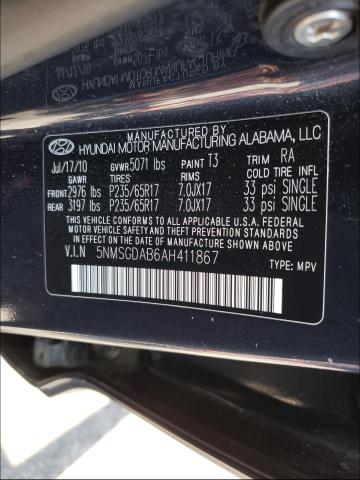 MANUFACTURED BY
HYUNDAI MOTOR MANUFACTURING ALABAMA, LLC
Jul/17/10 GVWR 5071 lbs PAINT T3 TRIM RA
GAWR TIRES RIMS COLD TIRE INFL
FRONT 2976 lbs P235/65R17 7.0JX17 33 psi SINGLE
REAR 3197 lbs P235/65R17 7.0JX17 33 psi SINGLE
THIS VEHICLE CONFORMS TO ALL APPLICABLE U.S.A. FEDERAL
MOTOR VEHICLE SAFETY AND THEFT PREVENTION STANDARDS
IN EFFECT ON THE DATE OF MANUFACTURE SHOWN ABOVE
V.I.N 5NMSGDAB6AH411867
TYPE: MPV